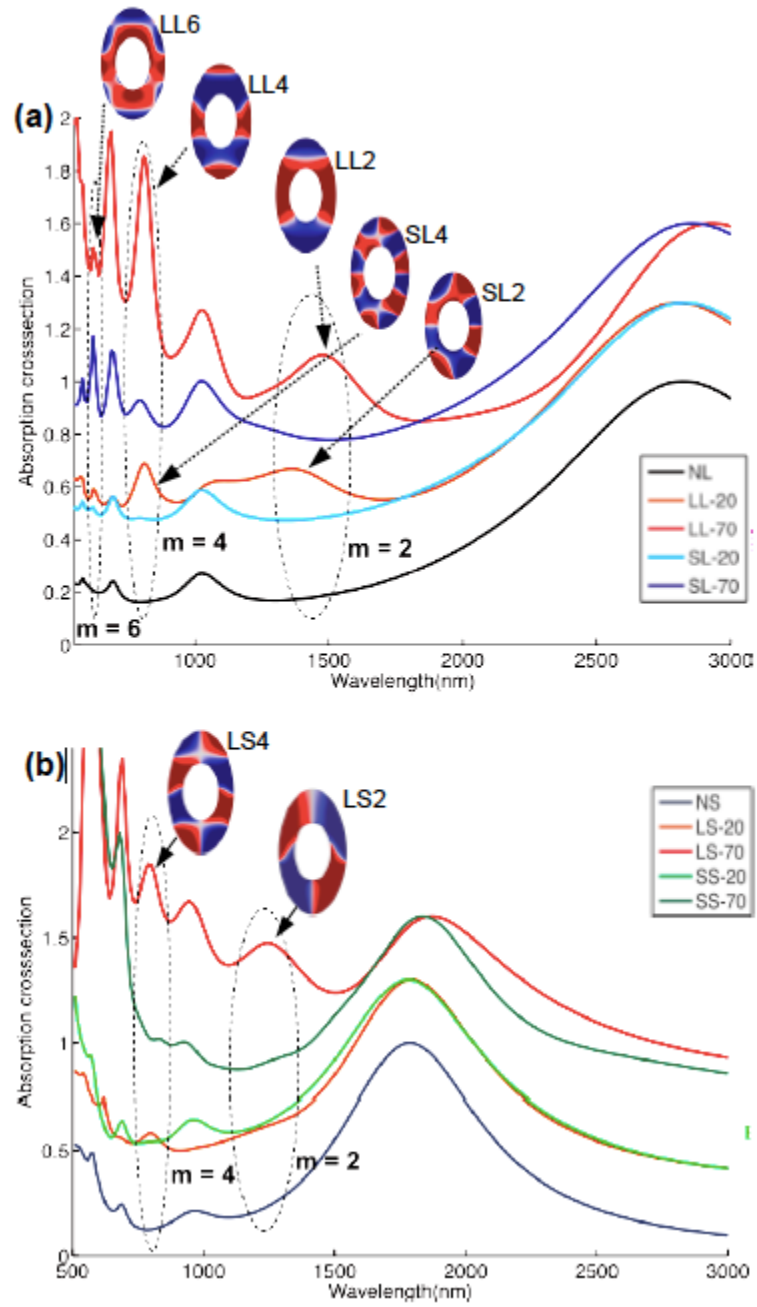 LL6
(a)
LL4
LL2
SL4
SL2
2
1.8
1.6
1.4
1.2
1
0.8
0.6
0.4
0.2
0
Absorption crosssection
NL
LL-20
LL-70
SL-20
SL-70
m = 4
m = 2
m = 6
1000
1500
2000
2500
3000
Wavelength(nm)
(b)
LS4
LS2
2
1.5
1
0.5
0
Absorption crosssection
NS
LS-20
LS-70
SS-20
SS-70
m = 4
m = 2
500
1000
1500
2000
2500
3000
Wavelength(nm)